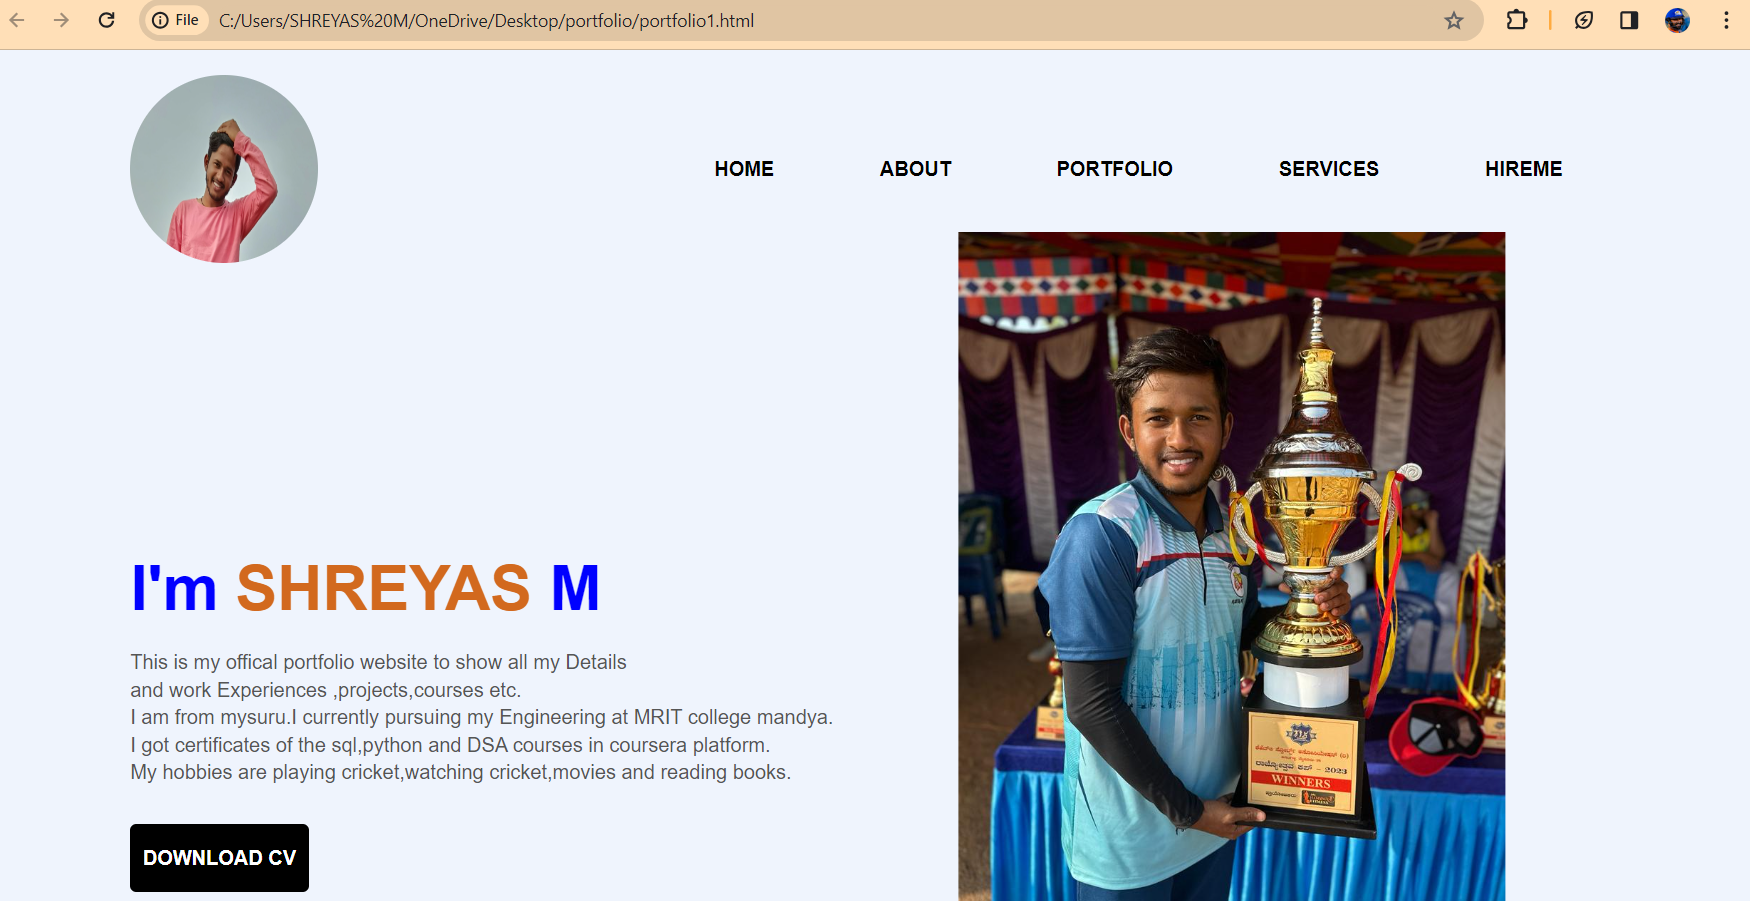 File C:/Users/SHREYAS%20M/OneDrive/Desktop/portfolio/portfolio1.html
HOME ABOUT PORTFOLIO SERVICES HIREME
I'm SHREYAS M
This is my offical portfolio website to show all my Details
and work Experiences ,projects,courses etc.
I am from mysuru.I currently pursuing my Engineering at MRIT college mandya.
I got certificates of the sql,python and DSA courses in coursera platform.
My hobbies are playing cricket,watching cricket,movies and reading books.
DOWNLOAD CV
2023
WINNERS